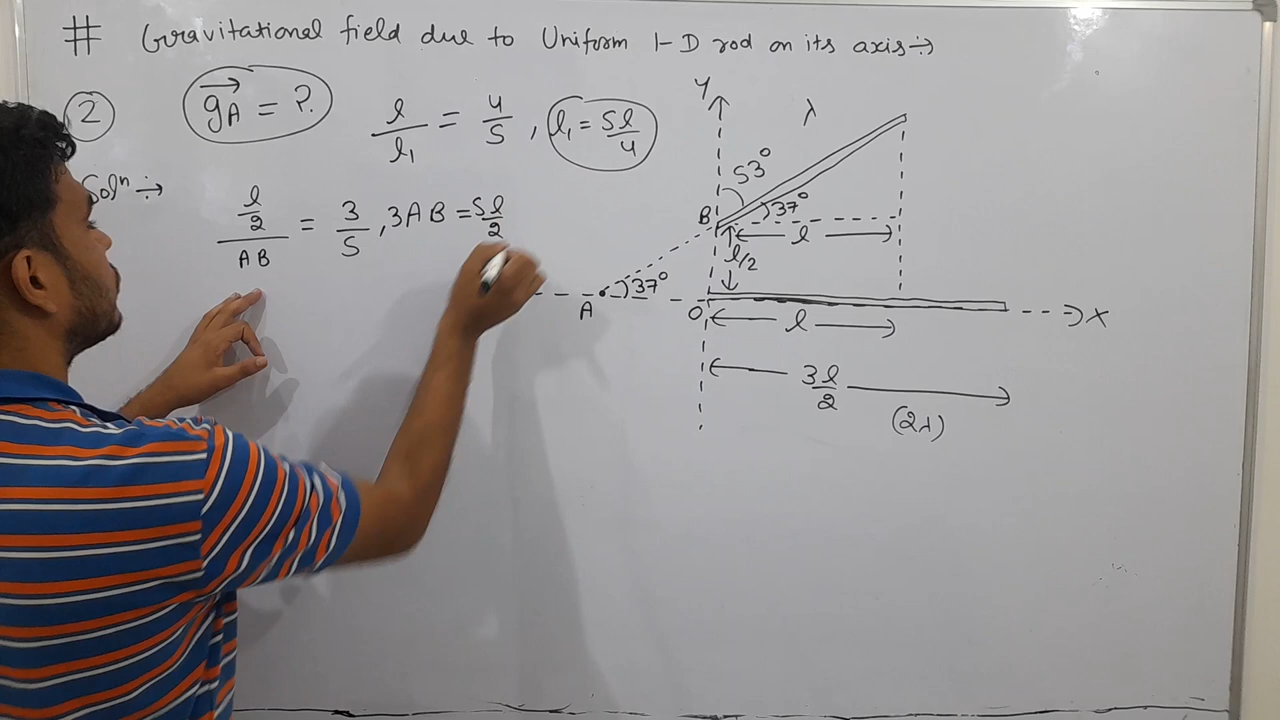 # Gravitational field due to Uniform 1-D rod on its axis ÷>
② g⃗A = ?.
l/l₁ = 4/5 , l₁ = 5l/4
Solⁿ ÷>
(l/2)/AB = 3/5 , 3AB = 5l/2
Y
λ
53°
B
37°
l
l/2
37°
A
O
X
l
3l/2
(2λ)